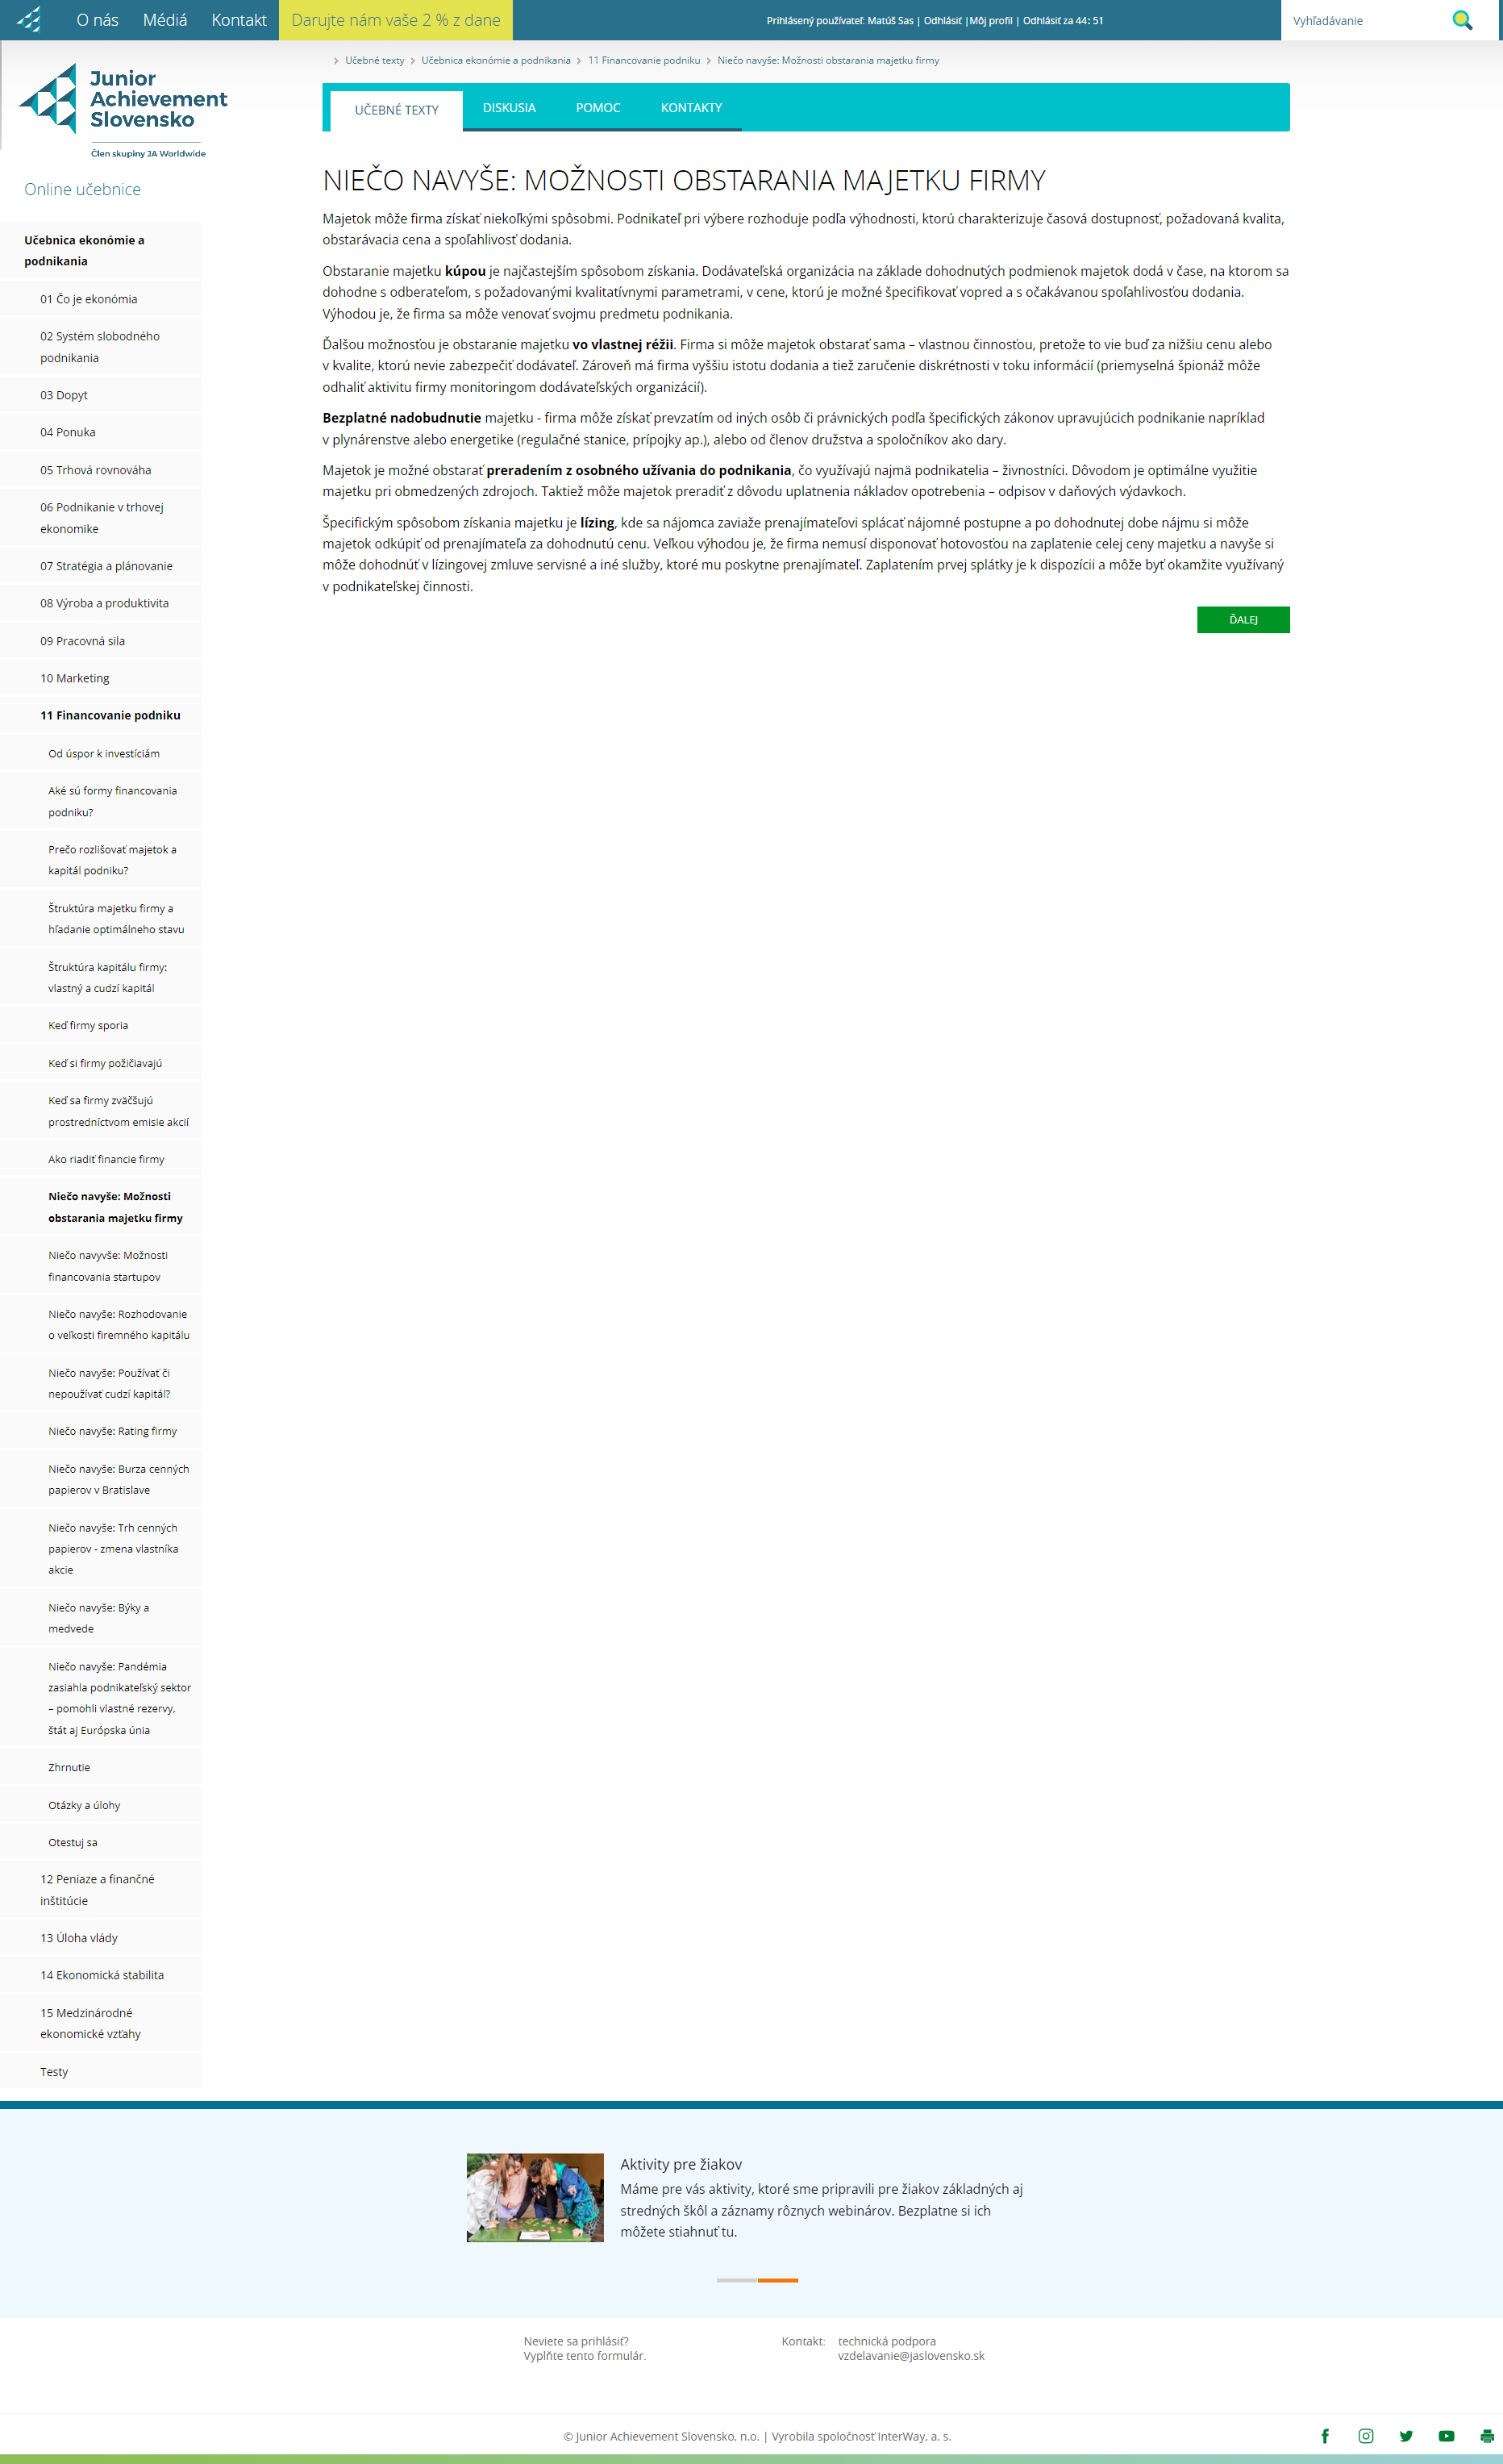 O nás Médiá Kontakt Darujte nám vaše 2 % z dane
Prihlásený používateľ: Matúš Sas | Odhlásiť |Môj profil | Odhlásiť za 44: 51
Vyhľadávanie
Junior
Achievement
Slovensko
Člen skupiny JA Worldwide
Učebné texty Učebnica ekonómie a podnikania 11 Financovanie podniku Niečo navyše: Možnosti obstarania majetku firmy
UČEBNÉ TEXTY DISKUSIA POMOC KONTAKTY
Online učebnice
Učebnica ekonómie a
podnikania
01 Čo je ekonómia
02 Systém slobodného
podnikania
03 Dopyt
04 Ponuka
05 Trhová rovnováha
06 Podnikanie v trhovej
ekonomike
07 Stratégia a plánovanie
08 Výroba a produktivita
09 Pracovná sila
10 Marketing
11 Financovanie podniku
Od úspor k investíciám
Aké sú formy financovania
podniku?
Prečo rozlišovať majetok a
kapitál podniku?
Štruktúra majetku firmy a
hľadanie optimálneho stavu
Štruktúra kapitálu firmy:
vlastný a cudzí kapitál
Keď firmy sporia
Keď si firmy požičiavajú
Keď sa firmy zväčšujú
prostredníctvom emisie akcií
Ako riadiť financie firmy
Niečo navyše: Možnosti
obstarania majetku firmy
Niečo navyvše: Možnosti
financovania startupov
Niečo navyše: Rozhodovanie
o veľkosti firemného kapitálu
Niečo navyše: Používať či
nepoužívať cudzí kapitál?
Niečo navyše: Rating firmy
Niečo navyše: Burza cenných
papierov v Bratislave
Niečo navyše: Trh cenných
papierov - zmena vlastníka
akcie
Niečo navyše: Býky a
medvede
Niečo navyše: Pandémia
zasiahla podnikateľský sektor
– pomohli vlastné rezervy,
štát aj Európska únia
Zhrnutie
Otázky a úlohy
Otestuj sa
12 Peniaze a finančné
inštitúcie
13 Úloha vlády
14 Ekonomická stabilita
15 Medzinárodné
ekonomické vzťahy
Testy
NIEČO NAVYŠE: MOŽNOSTI OBSTARANIA MAJETKU FIRMY
Majetok môže firma získať niekoľkými spôsobmi. Podnikateľ pri výbere rozhoduje podľa výhodnosti, ktorú charakterizuje časová dostupnosť, požadovaná kvalita,
obstarávacia cena a spoľahlivosť dodania.
Obstaranie majetku kúpou je najčastejším spôsobom získania. Dodávateľská organizácia na základe dohodnutých podmienok majetok dodá v čase, na ktorom sa
dohodne s odberateľom, s požadovanými kvalitatívnymi parametrami, v cene, ktorú je možné špecifikovať vopred a s očakávanou spoľahlivosťou dodania.
Výhodou je, že firma sa môže venovať svojmu predmetu podnikania.
Ďalšou možnosťou je obstaranie majetku vo vlastnej réžii. Firma si môže majetok obstarať sama – vlastnou činnosťou, pretože to vie buď za nižšiu cenu alebo
v kvalite, ktorú nevie zabezpečiť dodávateľ. Zároveň má firma vyššiu istotu dodania a tiež zaručenie diskrétnosti v toku informácií (priemyselná špionáž môže
odhaliť aktivitu firmy monitoringom dodávateľských organizácií).
Bezplatné nadobudnutie majetku - firma môže získať prevzatím od iných osôb či právnických podľa špecifických zákonov upravujúcich podnikanie napríklad
v plynárenstve alebo energetike (regulačné stanice, prípojky ap.), alebo od členov družstva a spoločníkov ako dary.
Majetok je možné obstarať preradením z osobného užívania do podnikania, čo využívajú najmä podnikatelia – živnostníci. Dôvodom je optimálne využitie
majetku pri obmedzených zdrojoch. Taktiež môže majetok preradiť z dôvodu uplatnenia nákladov opotrebenia – odpisov v daňových výdavkoch.
Špecifickým spôsobom získania majetku je lízing, kde sa nájomca zaviaže prenajímateľovi splácať nájomné postupne a po dohodnutej dobe nájmu si môže
majetok odkúpiť od prenajímateľa za dohodnutú cenu. Veľkou výhodou je, že firma nemusí disponovať hotovosťou na zaplatenie celej ceny majetku a navyše si
môže dohodnúť v lízingovej zmluve servisné a iné služby, ktoré mu poskytne prenajímateľ. Zaplatením prvej splátky je k dispozícii a môže byť okamžite využívaný
v podnikateľskej činnosti.
ĎALEJ
Aktivity pre žiakov
Máme pre vás aktivity, ktoré sme pripravili pre žiakov základných aj
stredných škôl a záznamy rôznych webinárov. Bezplatne si ich
môžete stiahnuť tu.
Neviete sa prihlásiť?
Vyplňte tento formulár.
Kontakt: technická podpora
vzdelavanie@jaslovensko.sk
© Junior Achievement Slovensko, n.o. | Vyrobila spoločnosť InterWay, a. s.